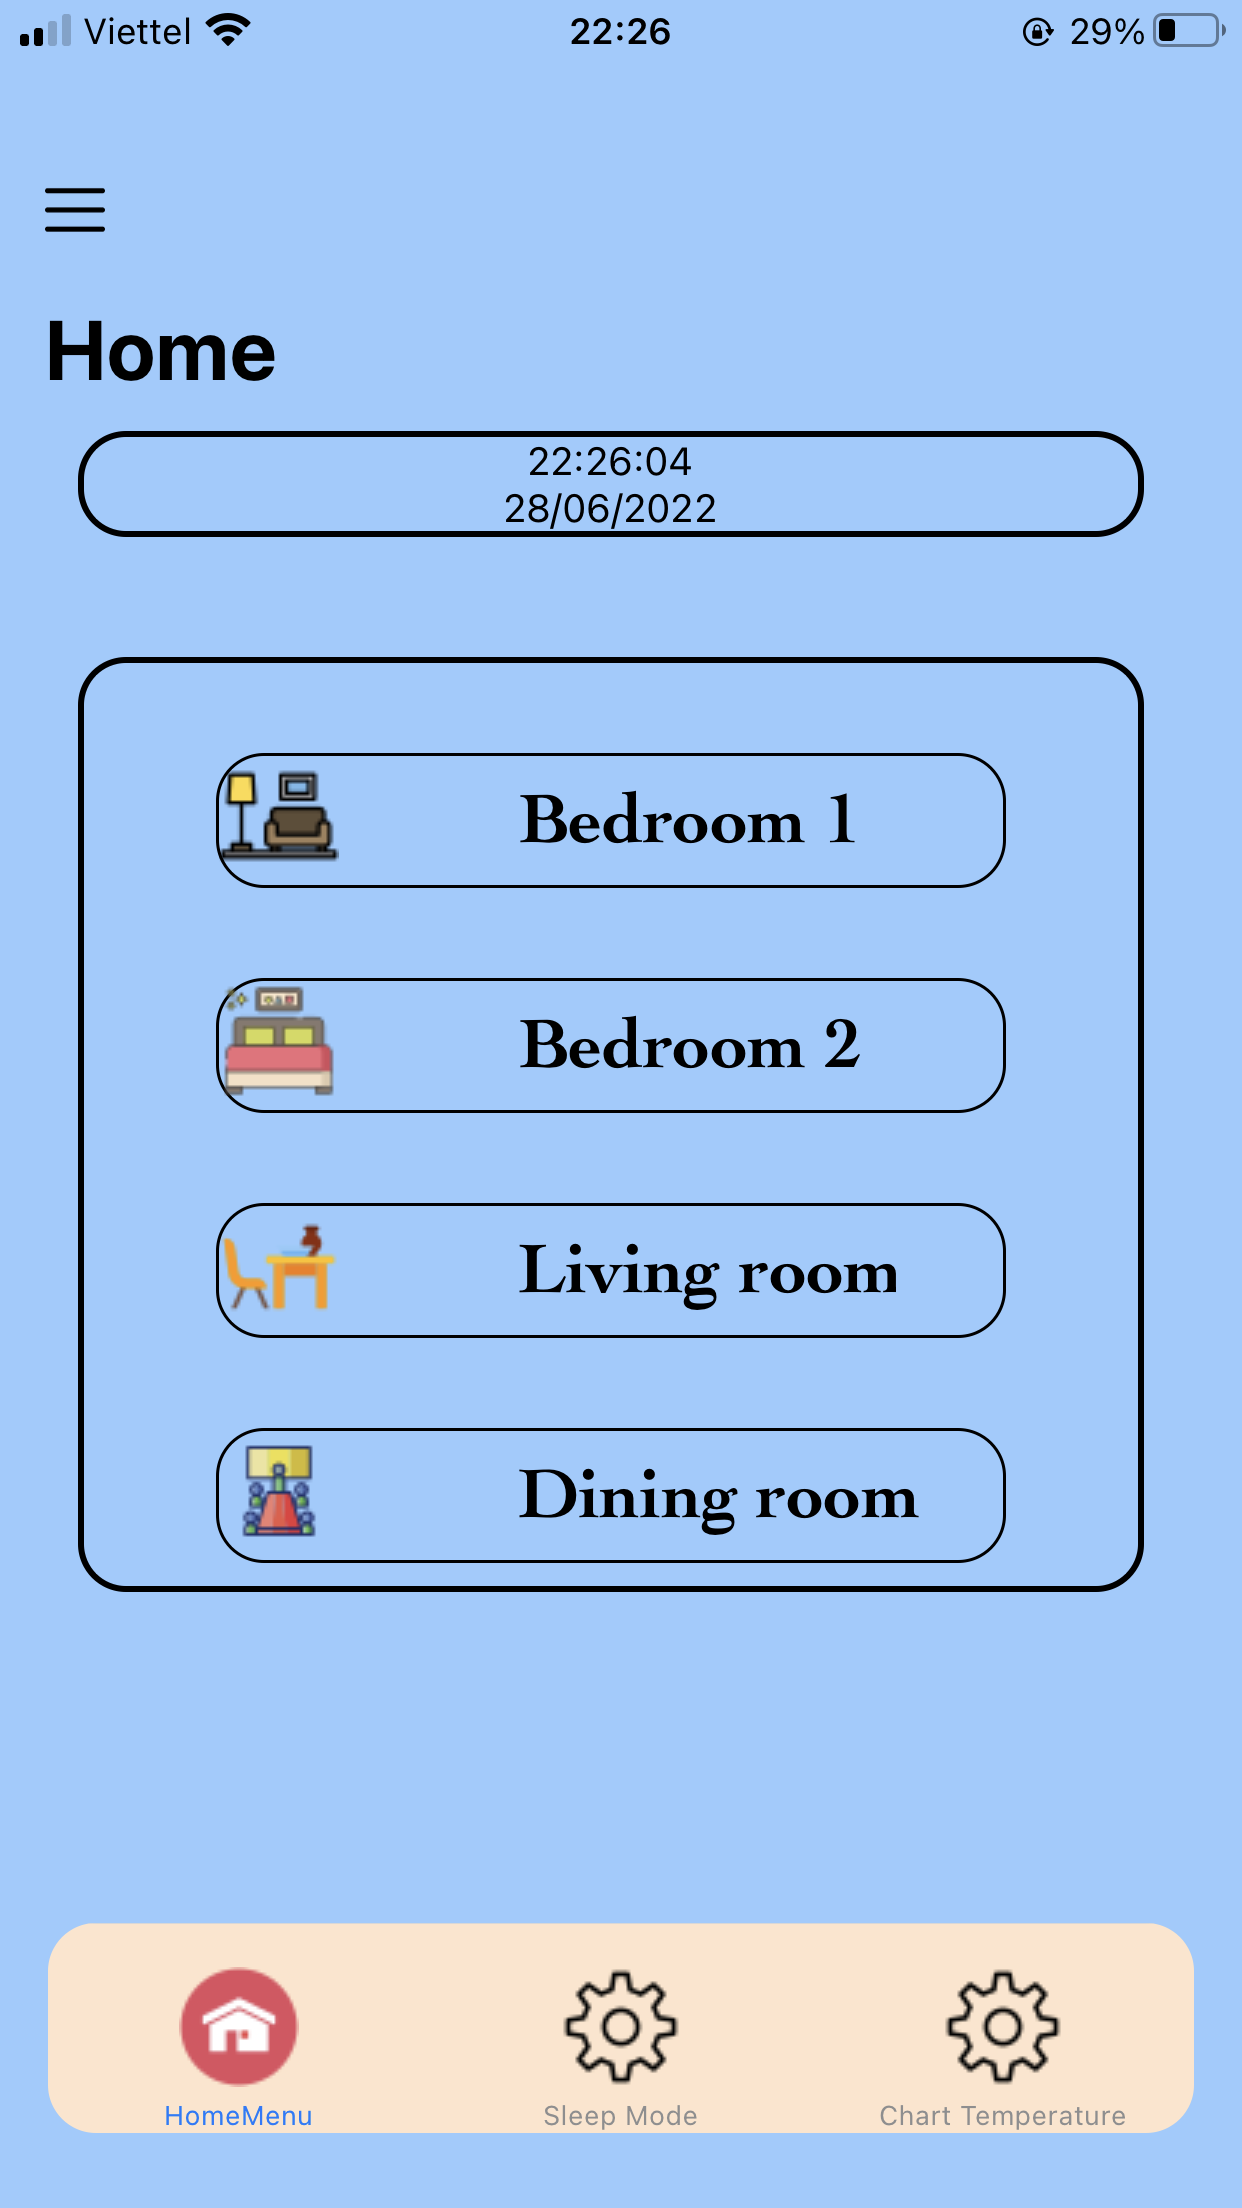 Viettel 22:26 29%
Home
22:26:04
28/06/2022
Bedroom 1
Bedroom 2
Living room
Dining room
HomeMenu Sleep Mode Chart Temperature